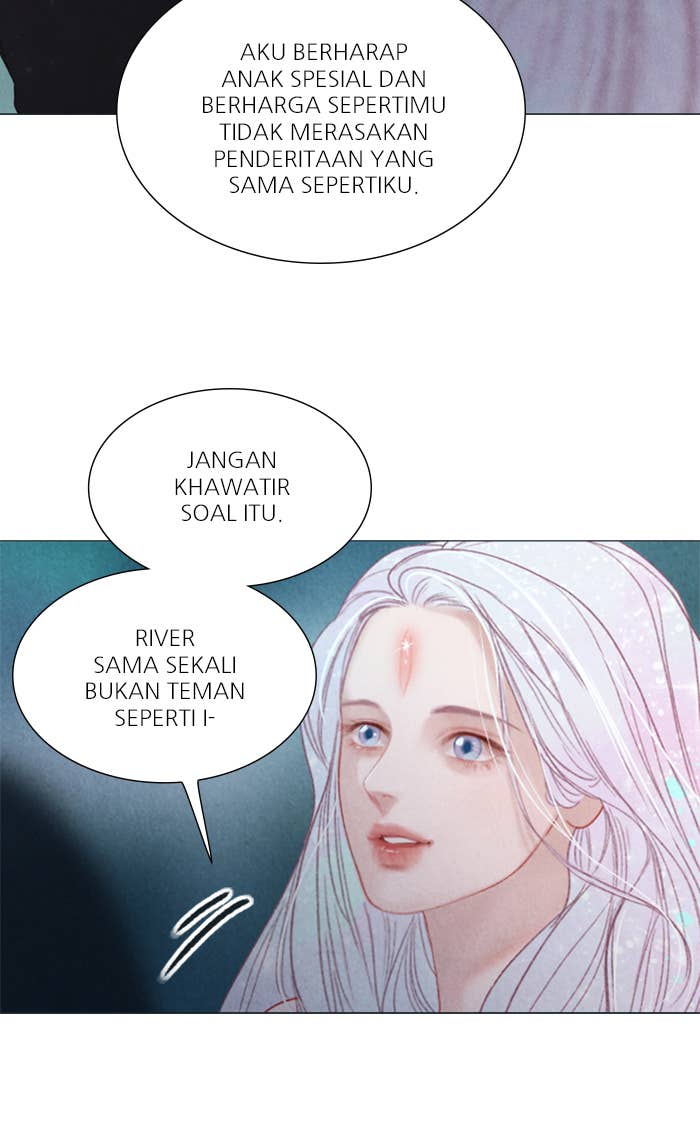 AKU BERHARAP
ANAK SPESIAL DAN
BERHARGA SEPERTIMU
TIDAK MERASAKAN
PENDERITAAN YANG
SAMA SEPERTIKU.
JANGAN
KHAWATIR
SOAL ITU.
RIVER
SAMA SEKALI
BUKAN TEMAN
SEPERTI I-